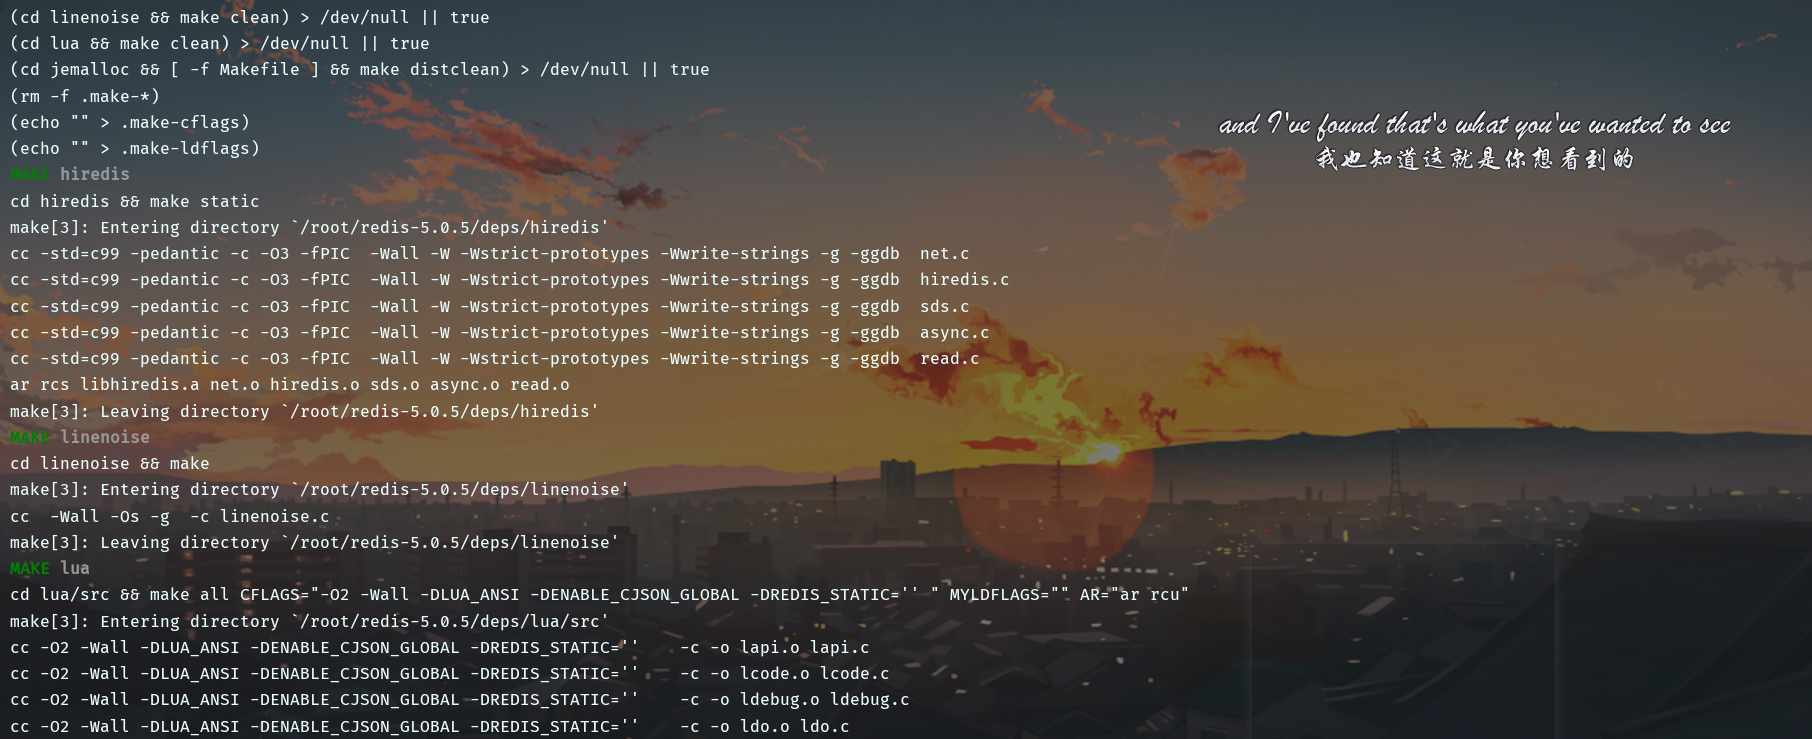 (cd linenoise && make clean) > /dev/null || true
(cd lua && make clean) > /dev/null || true
(cd jemalloc && [ -f Makefile ] && make distclean) > /dev/null || true
(rm -f .make-*)
(echo "" > .make-cflags)
(echo "" > .make-ldflags)
MAKE hiredis
cd hiredis && make static
make[3]: Entering directory `/root/redis-5.0.5/deps/hiredis'
cc -std=c99 -pedantic -c -O3 -fPIC  -Wall -W -Wstrict-prototypes -Wwrite-strings -g -ggdb  net.c
cc -std=c99 -pedantic -c -O3 -fPIC  -Wall -W -Wstrict-prototypes -Wwrite-strings -g -ggdb  hiredis.c
cc -std=c99 -pedantic -c -O3 -fPIC  -Wall -W -Wstrict-prototypes -Wwrite-strings -g -ggdb  sds.c
cc -std=c99 -pedantic -c -O3 -fPIC  -Wall -W -Wstrict-prototypes -Wwrite-strings -g -ggdb  async.c
cc -std=c99 -pedantic -c -O3 -fPIC  -Wall -W -Wstrict-prototypes -Wwrite-strings -g -ggdb  read.c
ar rcs libhiredis.a net.o hiredis.o sds.o async.o read.o
make[3]: Leaving directory `/root/redis-5.0.5/deps/hiredis'
MAKE linenoise
cd linenoise && make
make[3]: Entering directory `/root/redis-5.0.5/deps/linenoise'
cc  -Wall -Os -g  -c linenoise.c
make[3]: Leaving directory `/root/redis-5.0.5/deps/linenoise'
MAKE lua
cd lua/src && make all CFLAGS="-O2 -Wall -DLUA_ANSI -DENABLE_CJSON_GLOBAL -DREDIS_STATIC='' " MYLDFLAGS="" AR="ar rcu"
make[3]: Entering directory `/root/redis-5.0.5/deps/lua/src'
cc -O2 -Wall -DLUA_ANSI -DENABLE_CJSON_GLOBAL -DREDIS_STATIC=''    -c -o lapi.o lapi.c
cc -O2 -Wall -DLUA_ANSI -DENABLE_CJSON_GLOBAL -DREDIS_STATIC=''    -c -o lcode.o lcode.c
cc -O2 -Wall -DLUA_ANSI -DENABLE_CJSON_GLOBAL -DREDIS_STATIC=''    -c -o ldebug.o ldebug.c
cc -O2 -Wall -DLUA_ANSI -DENABLE_CJSON_GLOBAL -DREDIS_STATIC=''    -c -o ldo.o ldo.c
and I've found that's what you've wanted to see
我也知道这就是你想看到的